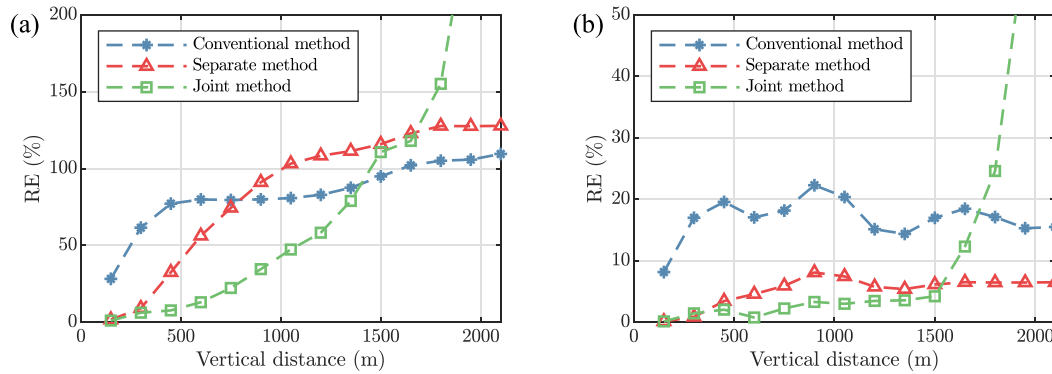 (a)
200
150
100
50
0
RE (%)
Conventional method
Separate method
Joint method
0
500
1000
1500
2000
Vertical distance (m)
(b)
50
40
30
20
10
0
RE (%)
Conventional method
Separate method
Joint method
0
500
1000
1500
2000
Vertical distance (m)